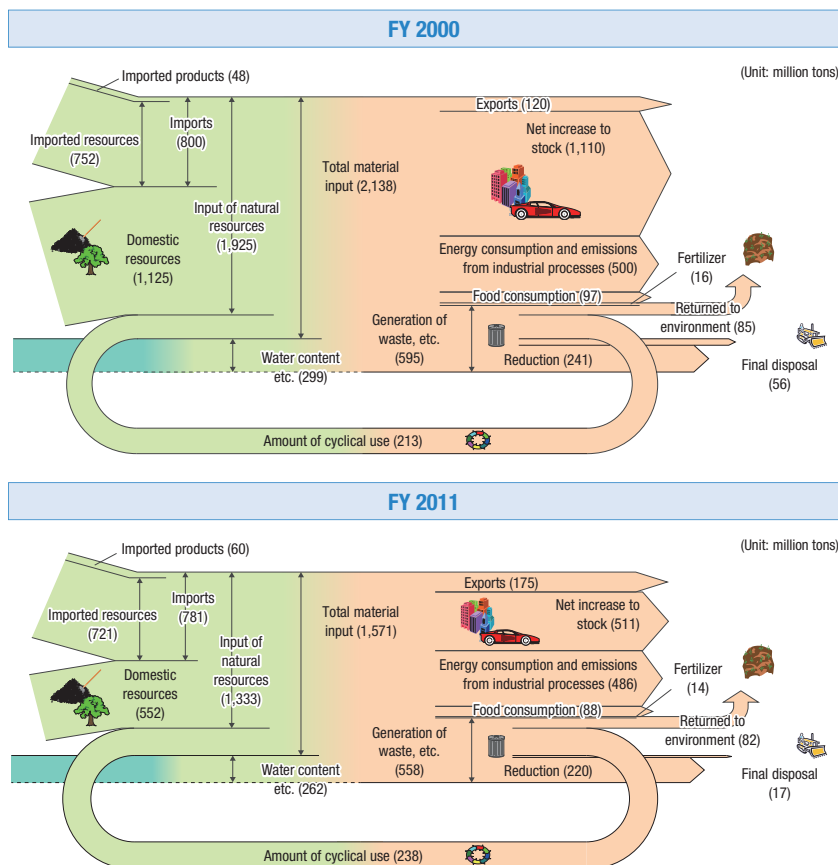 FY 2000
(Unit: million tons)
Imported products (48)
Exports (120)
Imports
(800)
Imported resources
(752)
Net increase to
stock (1,110)
Total material
input (2,138)
Input of natural
resources
(1,925)
Domestic
resources
(1,125)
Energy consumption and emissions
from industrial processes (500)
Fertilizer
(16)
Food consumption (97)
Returned to
environment (85)
Generation of
waste, etc.
(595)
Water content
etc. (299)
Reduction (241)
Final disposal
(56)
Amount of cyclical use (213)
FY 2011
(Unit: million tons)
Imported products (60)
Exports (175)
Imports
(781)
Imported resources
(721)
Net increase to
stock (511)
Total material
input (1,571)
Input of
natural
resources
(1,333)
Domestic
resources
(552)
Energy consumption and emissions
from industrial processes (486)
Fertilizer
(14)
Food consumption (88)
Returned to
environment (82)
Generation of
waste, etc.
(558)
Water content
etc. (262)
Reduction (220)
Final disposal
(17)
Amount of cyclical use (238)